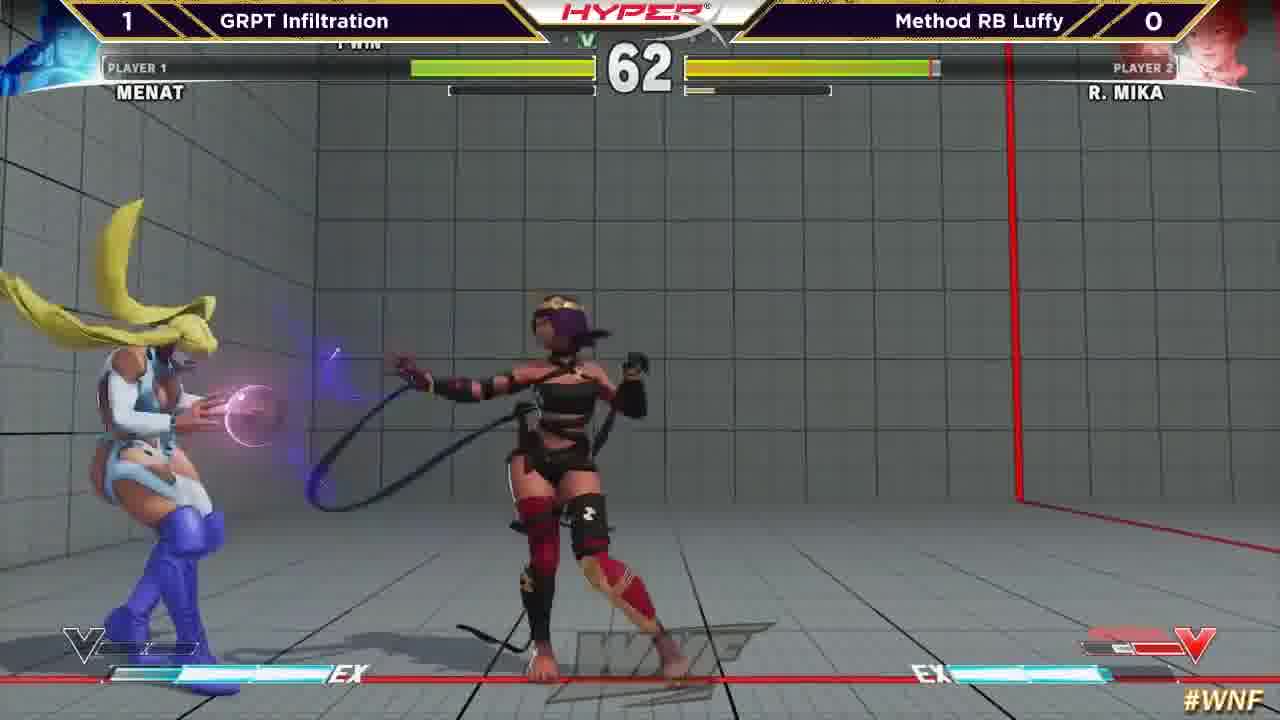 1 GRPT Infiltration
HYPERX
Method RB Luffy 0
1 WIN
V
62
PLAYER 1
PLAYER 2
MENAT
R. MIKA
V
EX
EX
V
WNF
#WNF